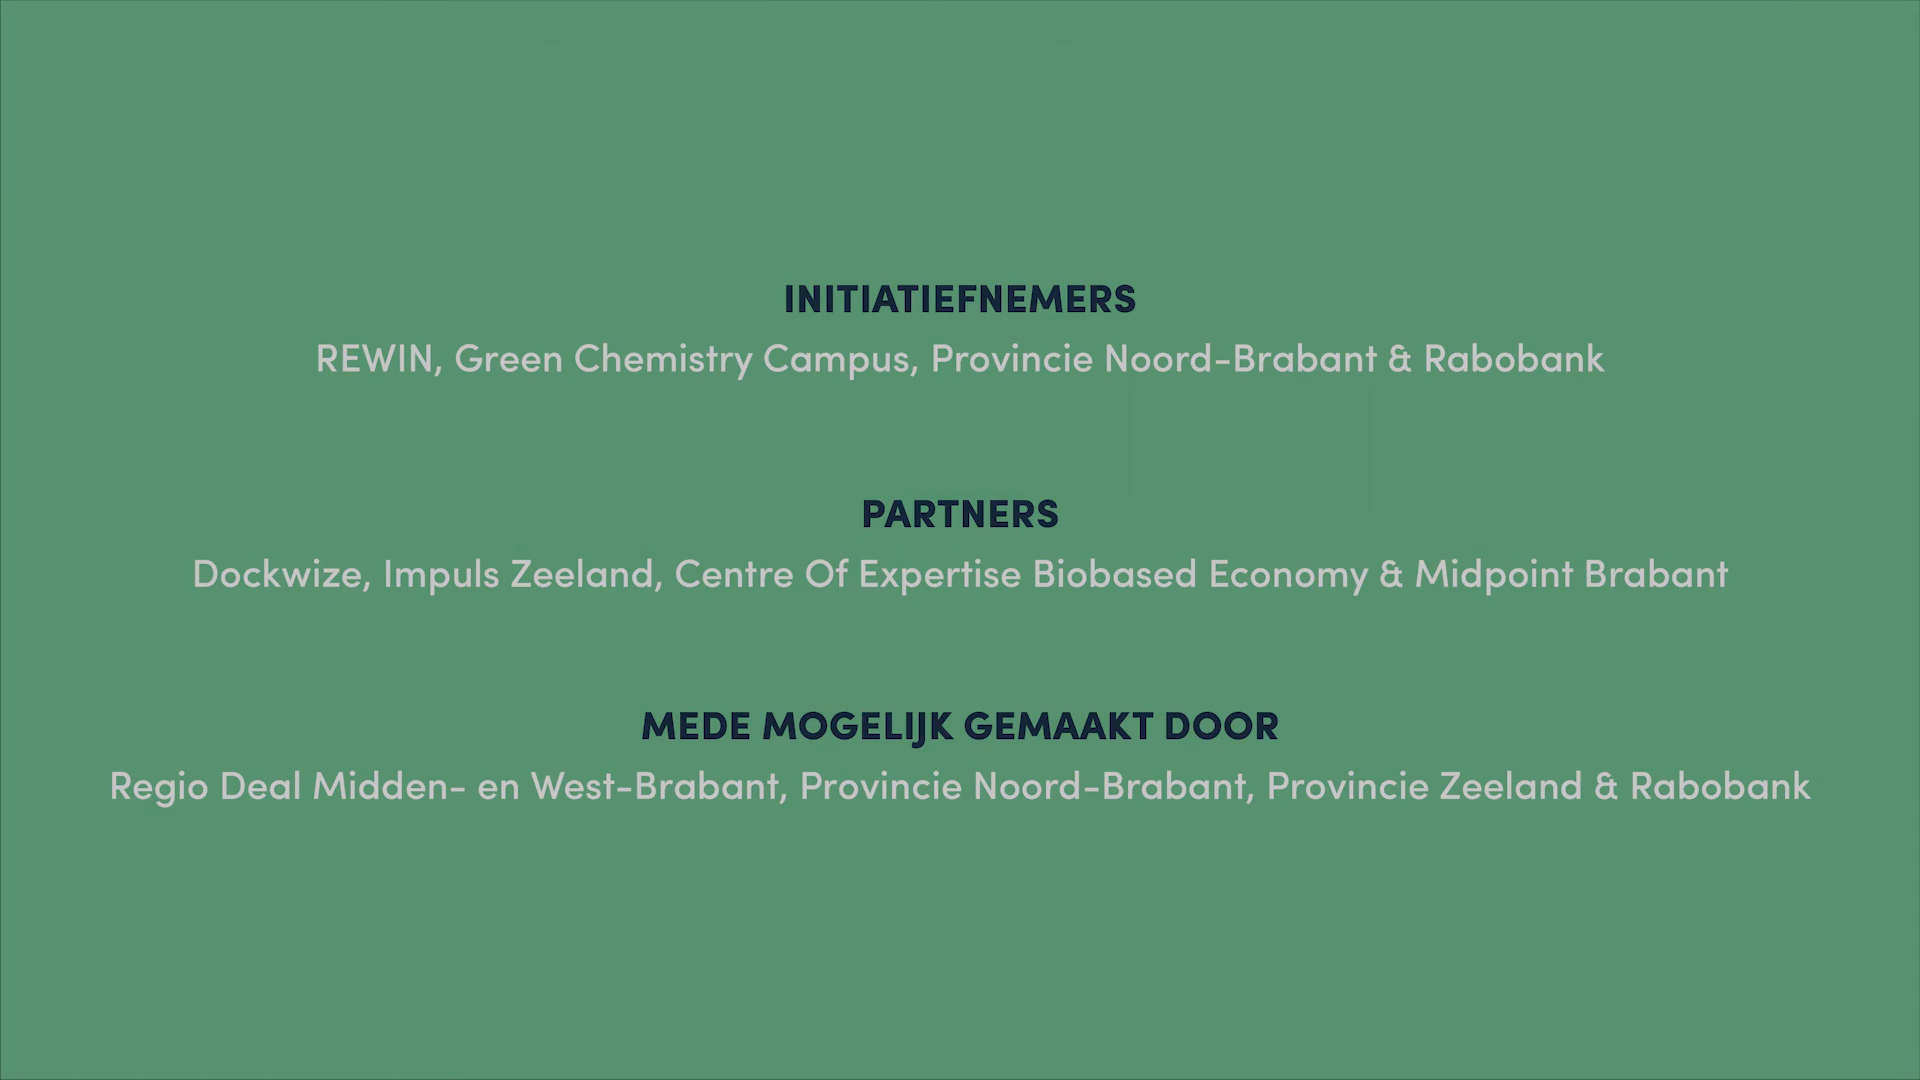 INITIATIEFNEMERS
REWIN, Green Chemistry Campus, Provincie Noord-Brabant & Rabobank
PARTNERS
Dockwize, Impuls Zeeland, Centre Of Expertise Biobased Economy & Midpoint Brabant
MEDE MOGELIJK GEMAAKT DOOR
Regio Deal Midden- en West-Brabant, Provincie Noord-Brabant, Provincie Zeeland & Rabobank